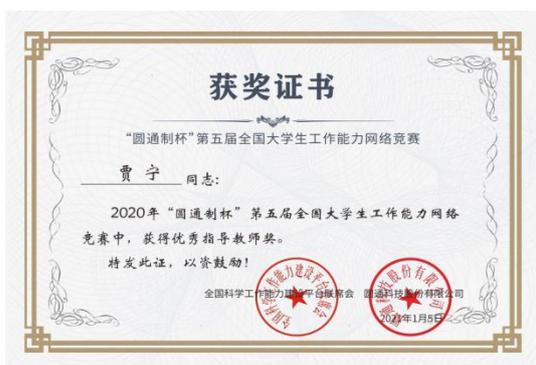 获奖证书
“圆通制杯”第五届全国大学生工作能力网络竞赛
贾宁 同志:
2020年“圆通制杯”第五届全国大学生工作能力网络
竞赛中，获得优秀指导教师奖。
特发此证，以资鼓励！
全国科学工作能力建设平台联席会 圆通科技股份有限公司
2021年1月5日